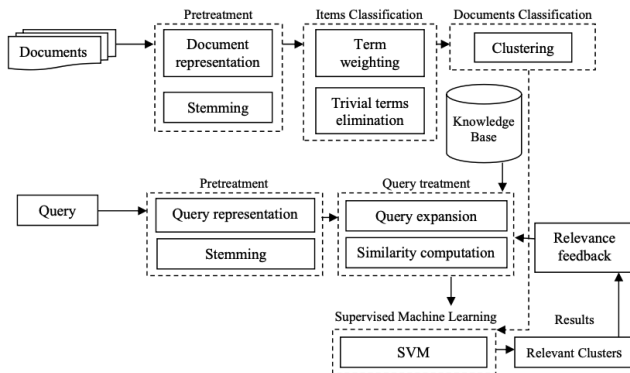 Pretreatment
Items Classification
Documents Classification
Documents
Document
representation
Stemming
Term
weighting
Trivial terms
elimination
Clustering
Knowledge
Base
Pretreatment
Query treatment
Query
Query representation
Stemming
Query expansion
Similarity computation
Relevance
feedback
Supervised Machine Learning
Results
SVM
Relevant Clusters